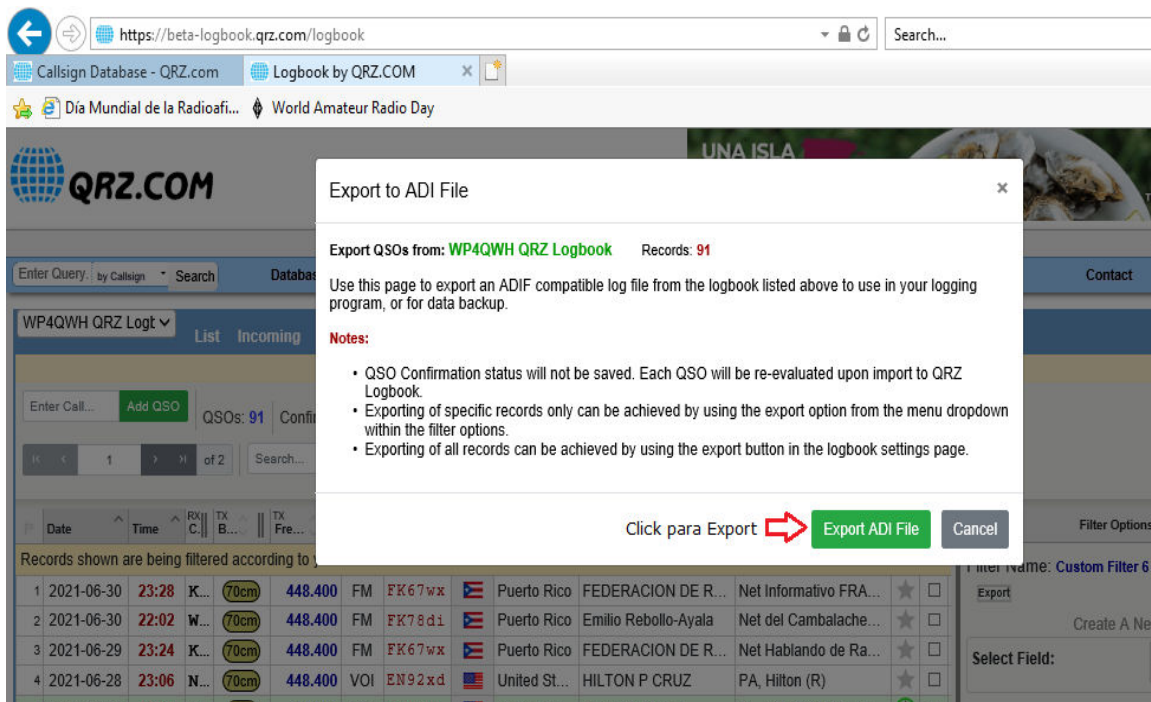 https://beta-logbook.qrz.com/logbook
Search...
Callsign Database - QRZ.com
Logbook by QRZ.COM
Día Mundial de la Radioafi...
World Amateur Radio Day
UNA ISLA
QRZ.COM
Export to ADI File
Export QSOs from: WP4QWH QRZ Logbook Records: 91
Enter Query. by Callsign Search Databas Contact
Use this page to export an ADIF compatible log file from the logbook listed above to use in your logging
program, or for data backup.
WP4QWH QRZ Logt
List Incoming
Notes:
• QSO Confirmation status will not be saved. Each QSO will be re-evaluated upon import to QRZ
Logbook.
• Exporting of specific records only can be achieved by using the export option from the menu dropdown
within the filter options.
• Exporting of all records can be achieved by using the export button in the logbook settings page.
Enter Call... Add QSO QSOs: 91 Confi
1 of 2 Search...
Click para Export Export ADI File Cancel
Date Time RX C. TX B... TX Fre...
Filter Options
Records shown are being filtered according to
Filter Name: Custom Filter 6
1 2021-06-30 23:28 K... 70cm 448.400 FM FK67wx Puerto Rico FEDERACION DE R... Net Informativo FRA...
Export
2 2021-06-30 22:02 W... 70cm 448.400 FM FK78di Puerto Rico Emilio Rebollo-Ayala Net del Cambalache...
Create A Ne
3 2021-06-29 23:24 K... 70cm 448.400 FM FK67wx Puerto Rico FEDERACION DE R... Net Hablando de Ra...
Select Field:
4 2021-06-28 23:06 N... 70cm 448.400 VOI EN92xd United St... HILTON P CRUZ PA, Hilton (R)